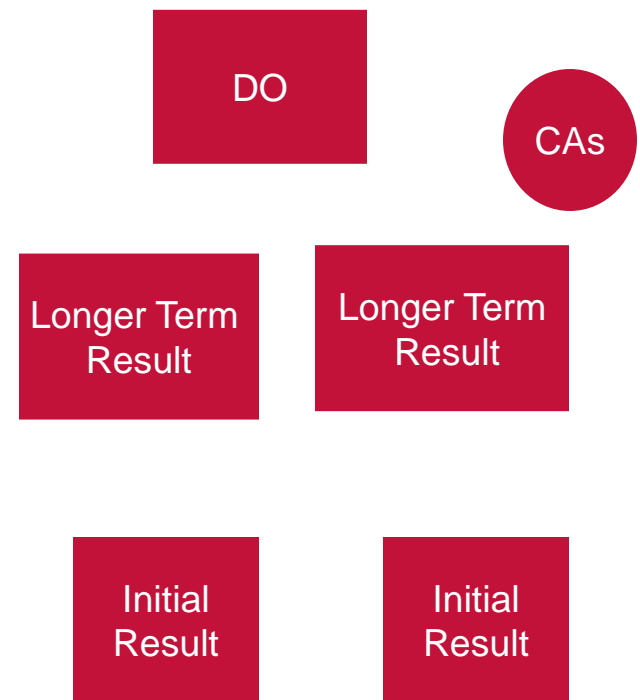 DO
CAs
Longer Term
Result
Longer Term
Result
Initial
Result
Initial
Result